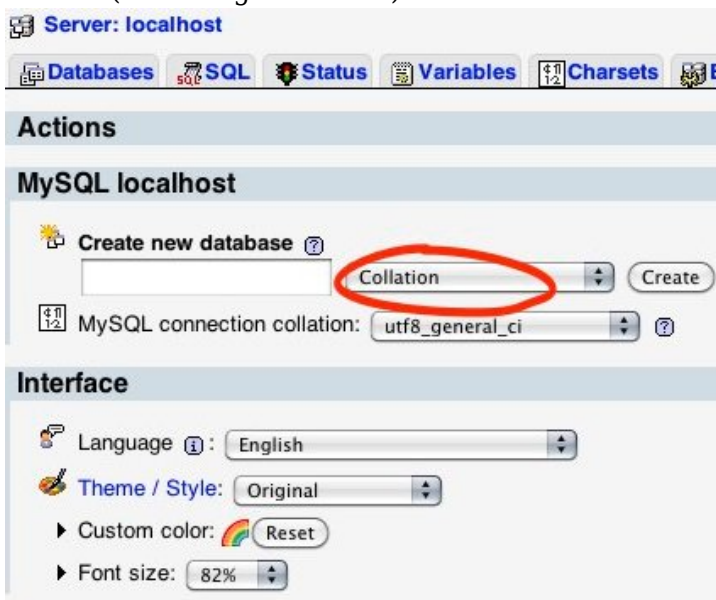 Server: localhost
Databases SQL Status Variables Charsets
Actions
MySQL localhost
Create new database
Collation Create
MySQL connection collation: utf8_general_ci
Interface
Language : English
Theme / Style: Original
Custom color: Reset
Font size: 82%